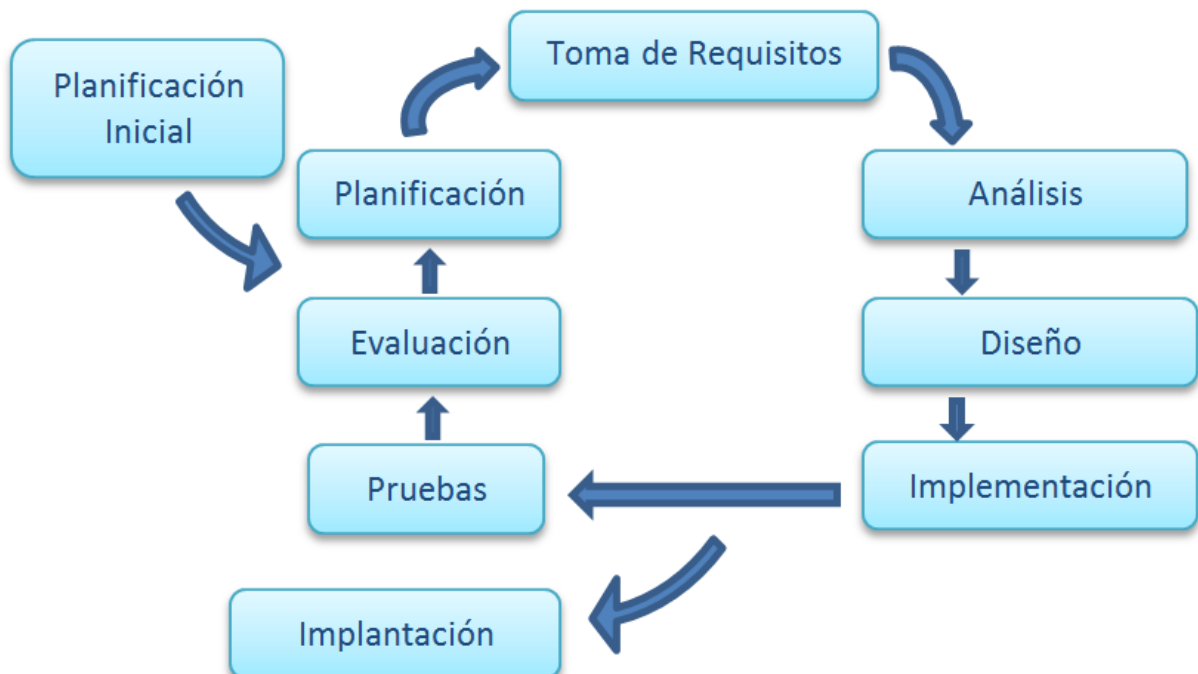 Planificación
Inicial
Toma de Requisitos
Planificación
Análisis
Evaluación
Diseño
Pruebas
Implementación
Implantación